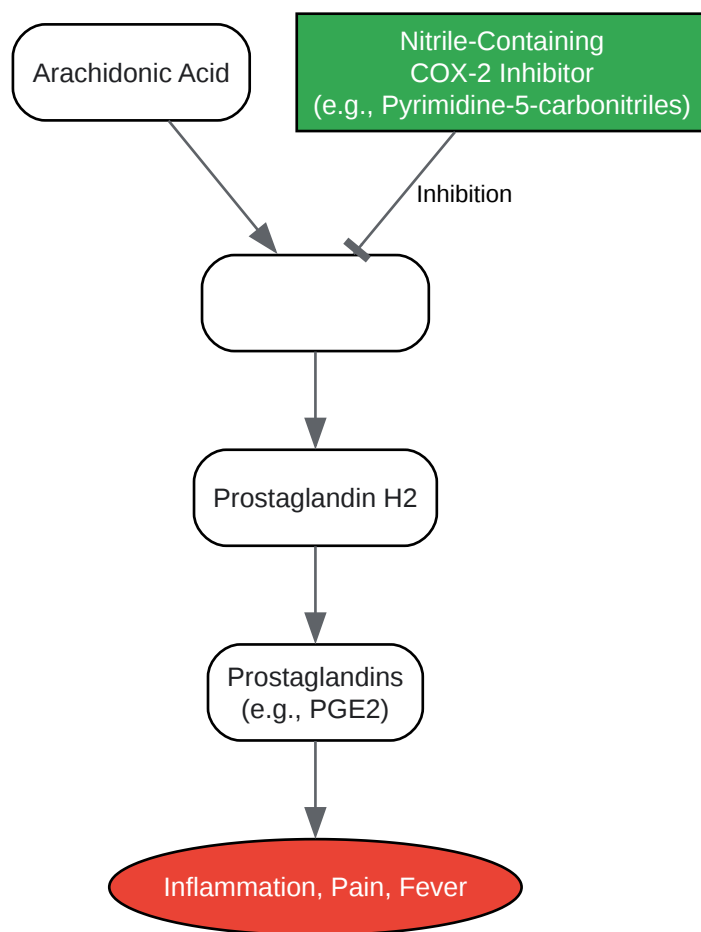 Arachidonic Acid
Nitrile-Containing
COX-2 Inhibitor
(e.g., Pyrimidine-5-carbonitriles)
Inhibition
Prostaglandin H2
Prostaglandins
(e.g., PGE2)
Inflammation, Pain, Fever